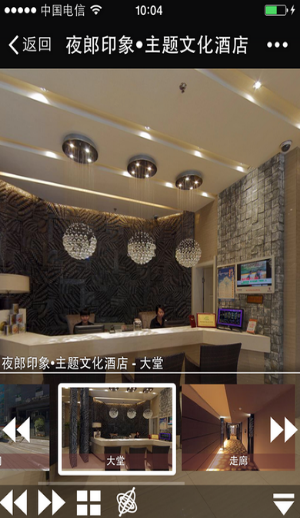 中国电信 10:04
返回 夜郎印象•主题文化酒店
夜郎印象•主题文化酒店 - 大堂
大堂 走廊